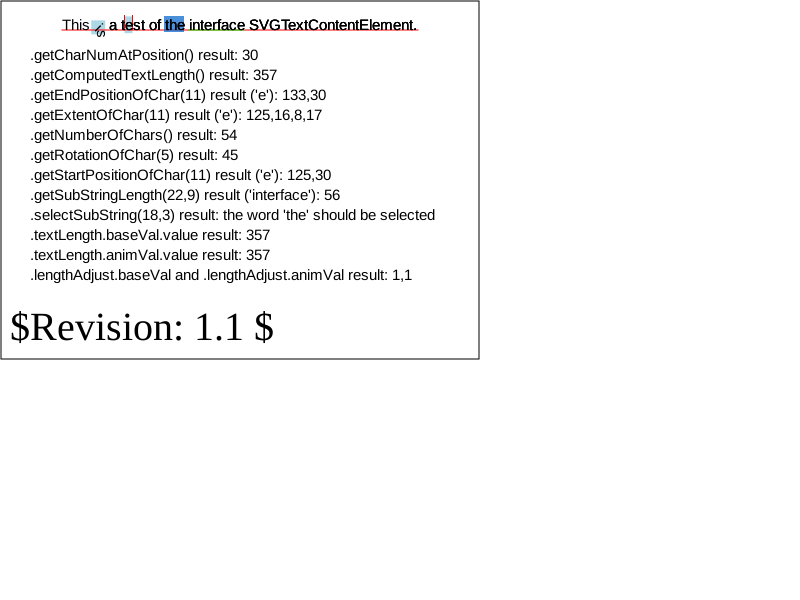 This is a test of the interface SVGTextContentElement.
.getCharNumAtPosition() result: 30
.getComputedTextLength() result: 357
.getEndPositionOfChar(11) result ('e'): 133,30
.getExtentOfChar(11) result ('e'): 125,16,8,17
.getNumberOfChars() result: 54
.getRotationOfChar(5) result: 45
.getStartPositionOfChar(11) result ('e'): 125,30
.getSubStringLength(22,9) result ('interface'): 56
.selectSubString(18,3) result: the word 'the' should be selected
.textLength.baseVal.value result: 357
.textLength.animVal.value result: 357
.lengthAdjust.baseVal and .lengthAdjust.animVal result: 1,1
$Revision: 1.1 $